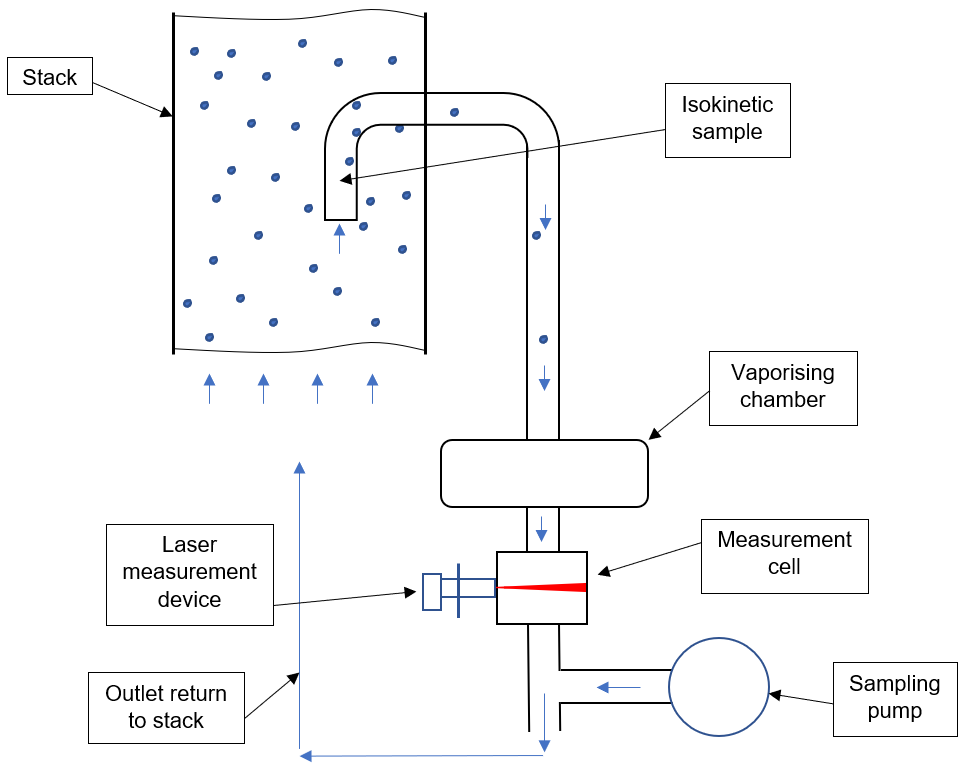 Stack
Isokinetic
sample
Vaporising
chamber
Laser
measurement
device
Measurement
cell
Outlet return
to stack
Sampling
pump